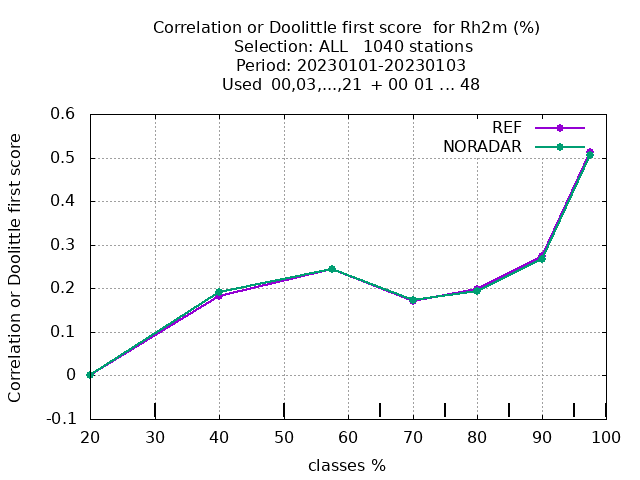 Correlation or Doolittle first score  for Rh2m (%)
Selection: ALL   1040 stations
Period: 20230101-20230103
Used  00,03,...,21  + 00 01 ... 48
REF
NORADAR
Correlation or Doolittle first score
0.6
0.5
0.4
0.3
0.2
0.1
0
-0.1
20 30 40 50 60 70 80 90 100
classes %